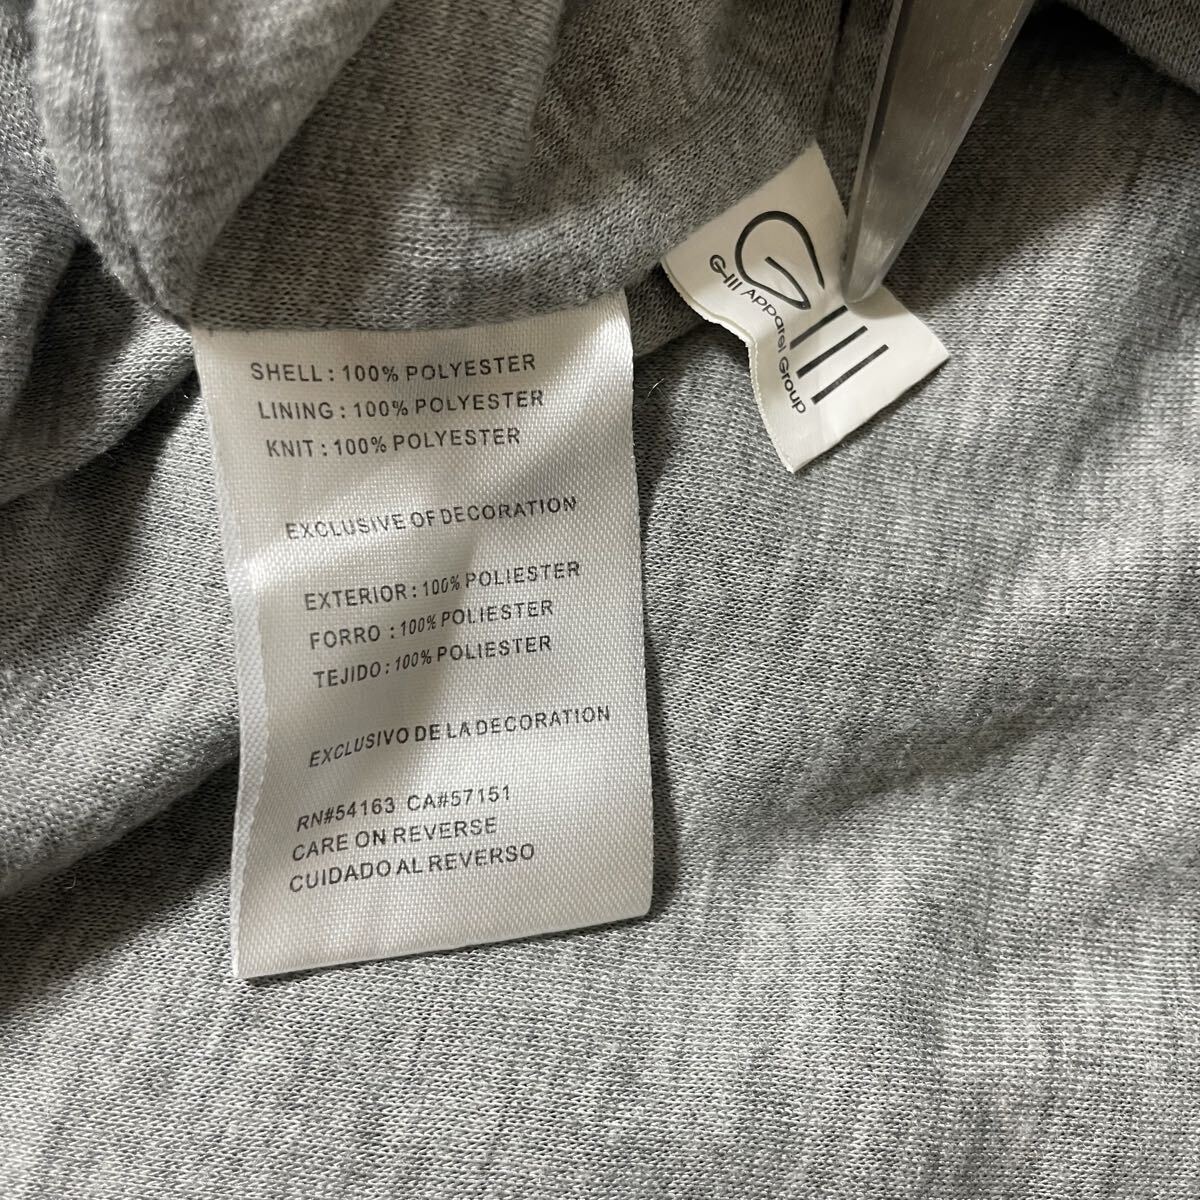 SHELL : 100% POLYESTER
LINING : 100% POLYESTER
KNIT : 100% POLYESTER
EXCLUSIVE OF DECORATION
EXTERIOR : 100% POLIESTER
FORRO : 100% POLIESTER
TEJIDO : 100% POLIESTER
EXCLUSIVO DE LA DECORATION
RN#54163 CA#57151
CARE ON REVERSE
CUIDADO AL REVERSO
GIII
G-III Apparel Group